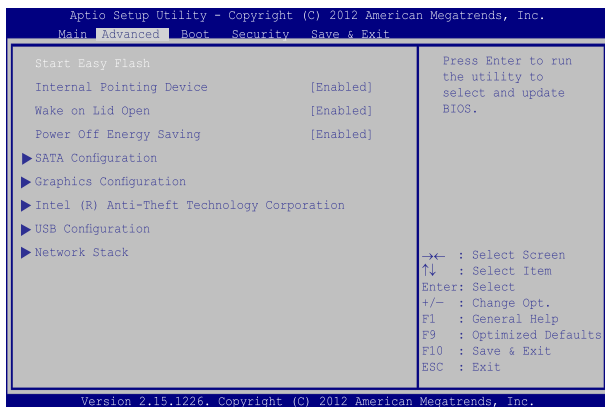 Aptio Setup Utility - Copyright (C) 2012 American Megatrends, Inc.
Main Advanced Boot Security Save & Exit
Start Easy Flash
Internal Pointing Device [Enabled]
Wake on Lid Open [Enabled]
Power Off Energy Saving [Enabled]
▶ SATA Configuration
▶ Graphics Configuration
▶ Intel (R) Anti-Theft Technology Corporation
▶ USB Configuration
▶ Network Stack
Press Enter to run
the utility to
select and update
BIOS.
→← : Select Screen
↑↓ : Select Item
Enter: Select
+/— : Change Opt.
F1 : General Help
F9 : Optimized Defaults
F10 : Save & Exit
ESC : Exit
Version 2.15.1226. Copyright (C) 2012 American Megatrends, Inc.